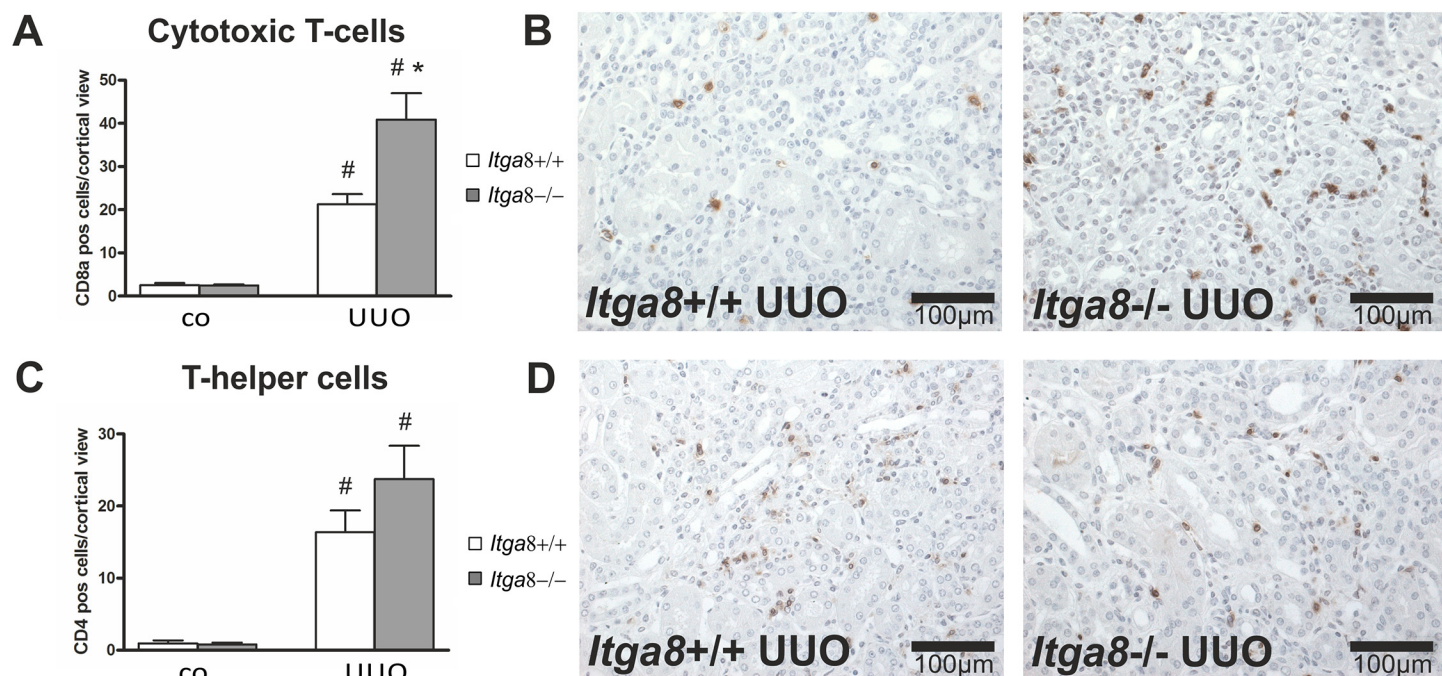 A
Cytotoxic T-cells
CD8a pos cells/cortical view
50
40
30
20
10
0
#
# *
co
UUO
Itga8+/+
Itga8−/−
B
Itga8+/+ UUO
100µm
Itga8-/- UUO
100µm
C
T-helper cells
CD4 pos cells/cortical view
30
20
10
0
#
#
co
UUO
Itga8+/+
Itga8−/−
D
Itga8+/+ UUO
100µm
Itga8-/- UUO
100µm